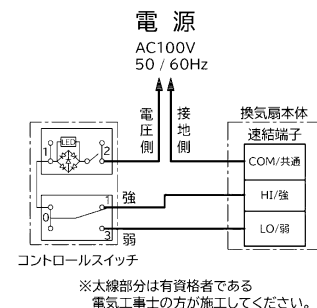 電源
AC100V
50 / 60Hz
電圧側
接地側
換気扇本体
速結端子
LED
1
2
COM/共通
HI/強
LO/弱
0
1
3
強
弱
コントロールスイッチ
※太線部分は有資格者である
電気工事士の方が施工してください。